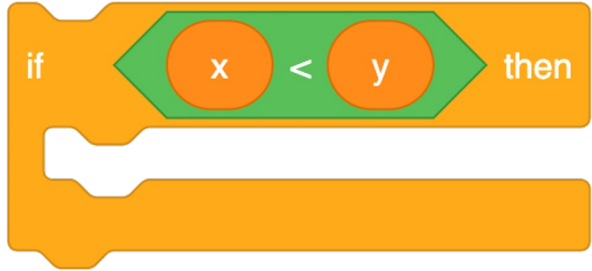 if x < y then